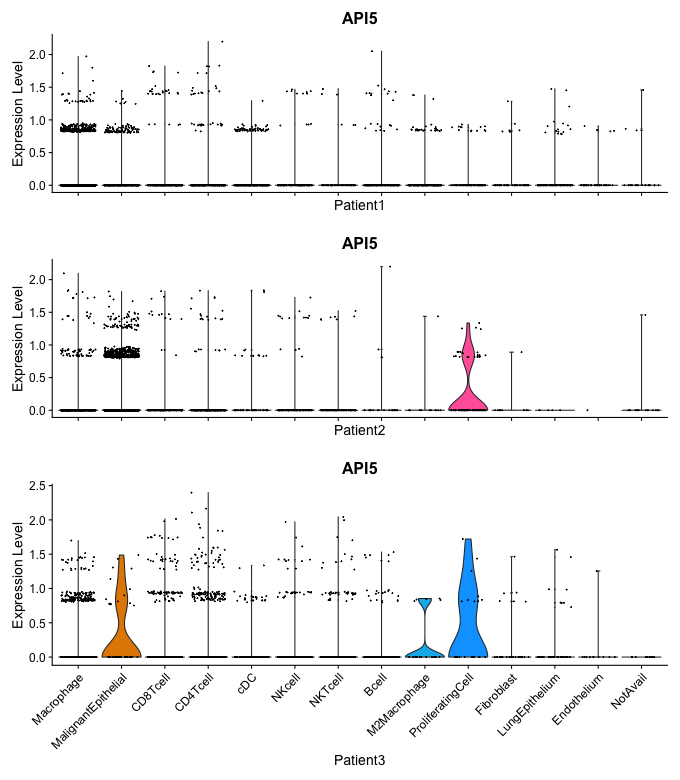 API5
Expression Level
2.0
1.5
1.0
0.5
0.0
Patient1
API5
Expression Level
2.0
1.5
1.0
0.5
0.0
Patient2
API5
Expression Level
2.5
2.0
1.5
1.0
0.5
0.0
Macrophage
MalignantEpithelial
CD8Tcell
CD4Tcell
cDC
NKcell
NKTcell
Bcell
M2Macrophage
ProliferatingCell
Fibroblast
LungEpithelium
Endothelium
NotAvail
Patient3